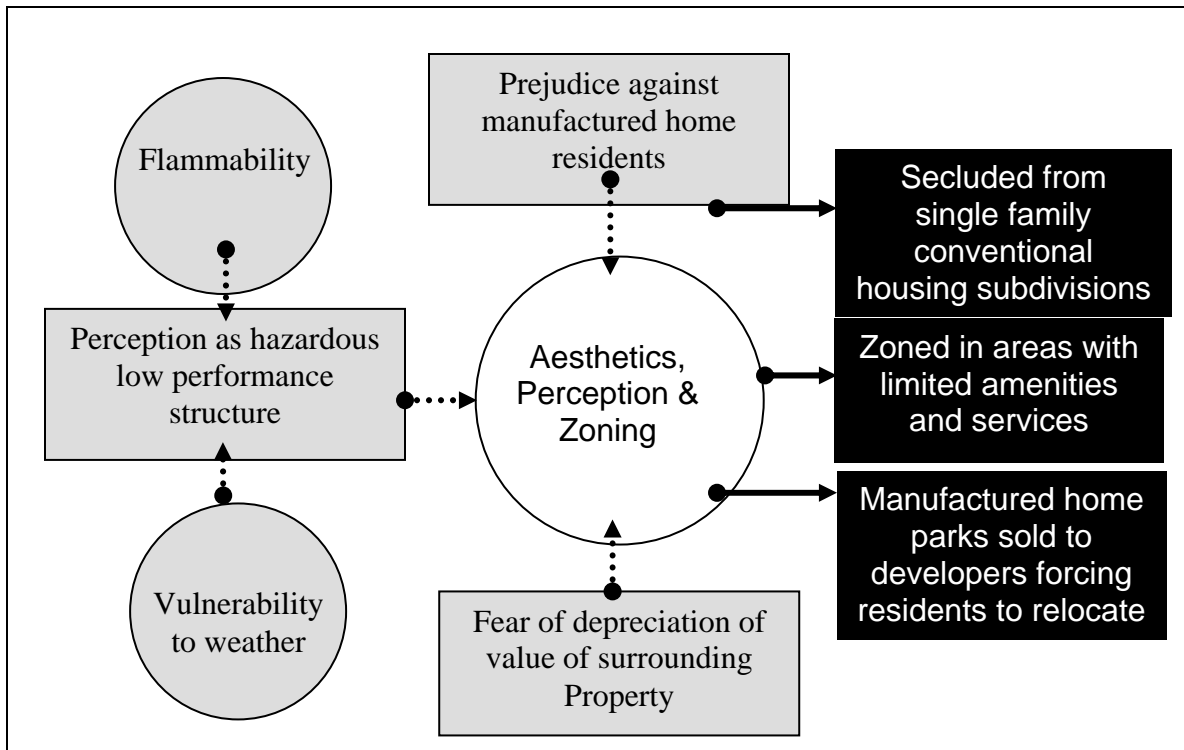 Flammability
Perception as hazardous
low performance
structure
Vulnerability
to weather
Prejudice against
manufactured home
residents
Aesthetics,
Perception &
Zoning
Fear of depreciation of
value of surrounding
Property
Secluded from
single family
conventional
housing subdivisions
Zoned in areas with
limited amenities
and services
Manufactured home
parks sold to
developers forcing
residents to relocate